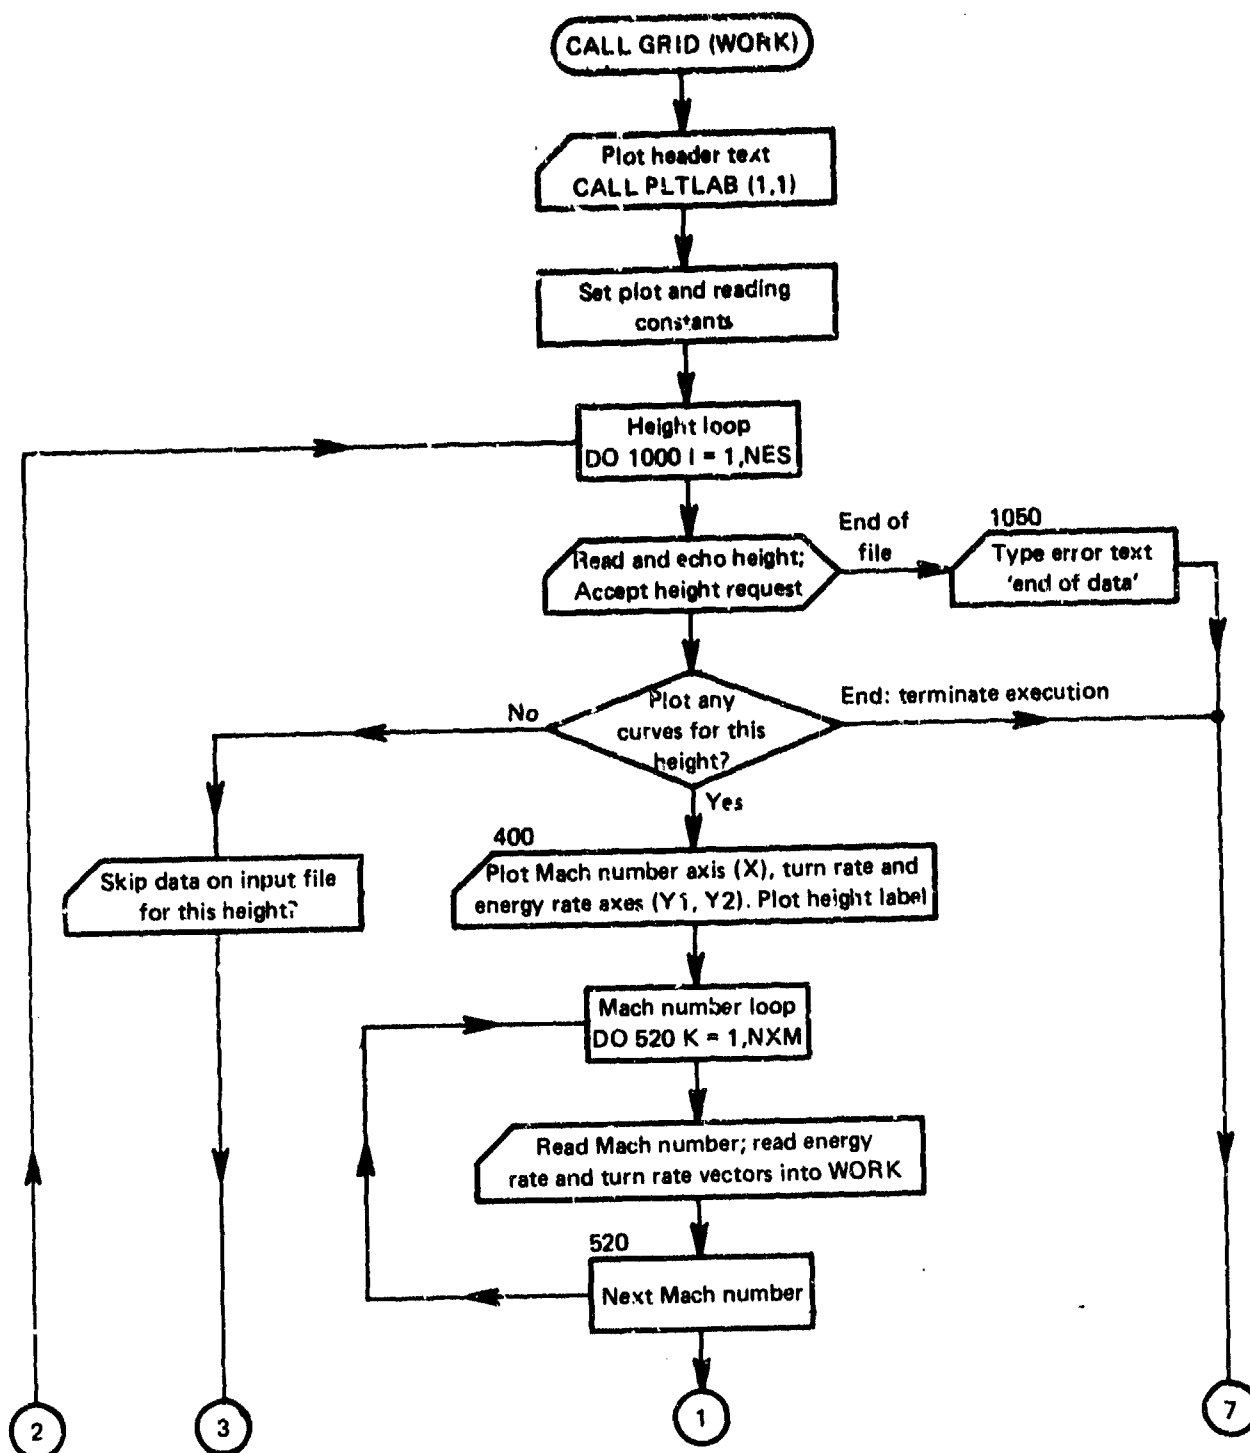 CALL GRID (WORK)
Plot header text
CALL PLTLAB (1,1)
Set plot and reading
constants
Height loop
DO 1000 I = 1,NES
Read and echo height;
Accept height request
End of
file
1050
Type error text
'end of data'
Plot any
curves for this
height?
No
End: terminate execution
Yes
Skip data on input file
for this height?
400
Plot Mach number axis (X), turn rate and
energy rate axes (Y1, Y2). Plot height label
Mach number loop
DO 520 K = 1,NXM
Read Mach number; read energy
rate and turn rate vectors into WORK
520
Next Mach number
2
3
1
7